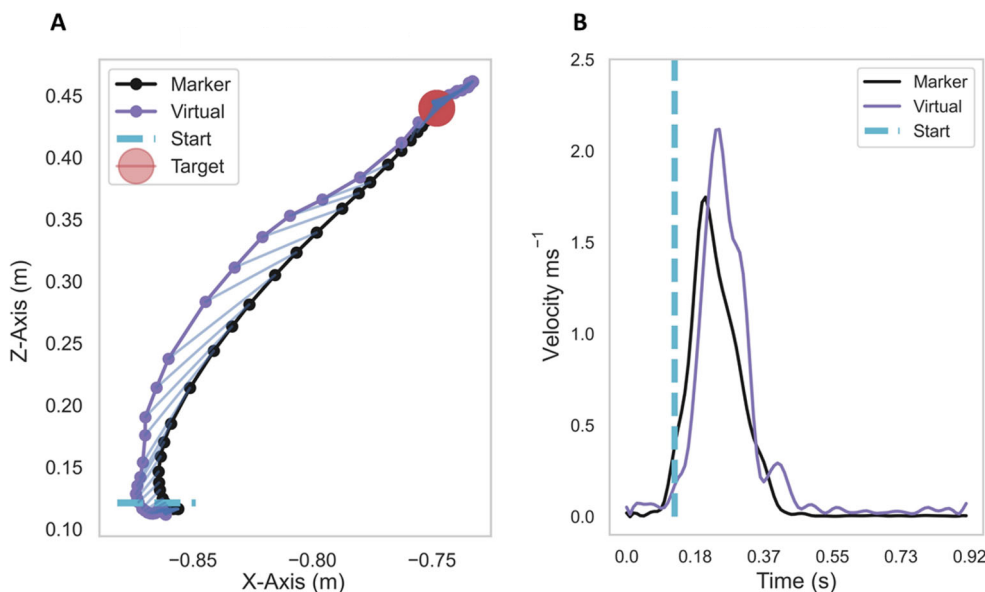 A
Marker
Virtual
Start
Target
0.45
0.40
0.35
0.30
0.25
0.20
0.15
0.10
Z-Axis (m)
−0.85
−0.80
−0.75
X-Axis (m)
B
Marker
Virtual
Start
2.5
2.0
1.5
1.0
0.5
0.0
Velocity ms⁻¹
0.0
0.18
0.37
0.55
0.73
0.92
Time (s)